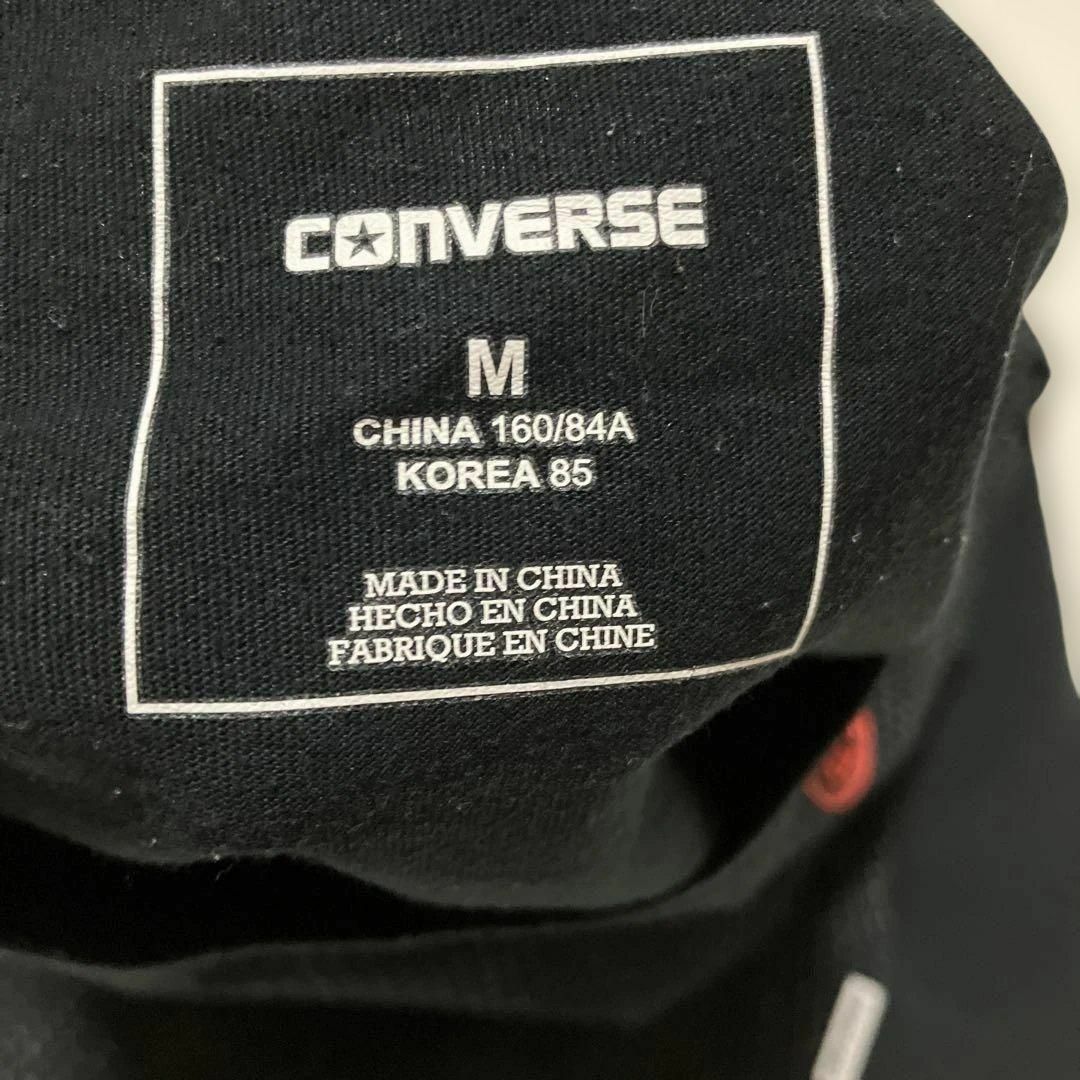 CONVERSE
M
CHINA 160/84A
KOREA 85
MADE IN CHINA
HECHO EN CHINA
FABRIQUE EN CHINE